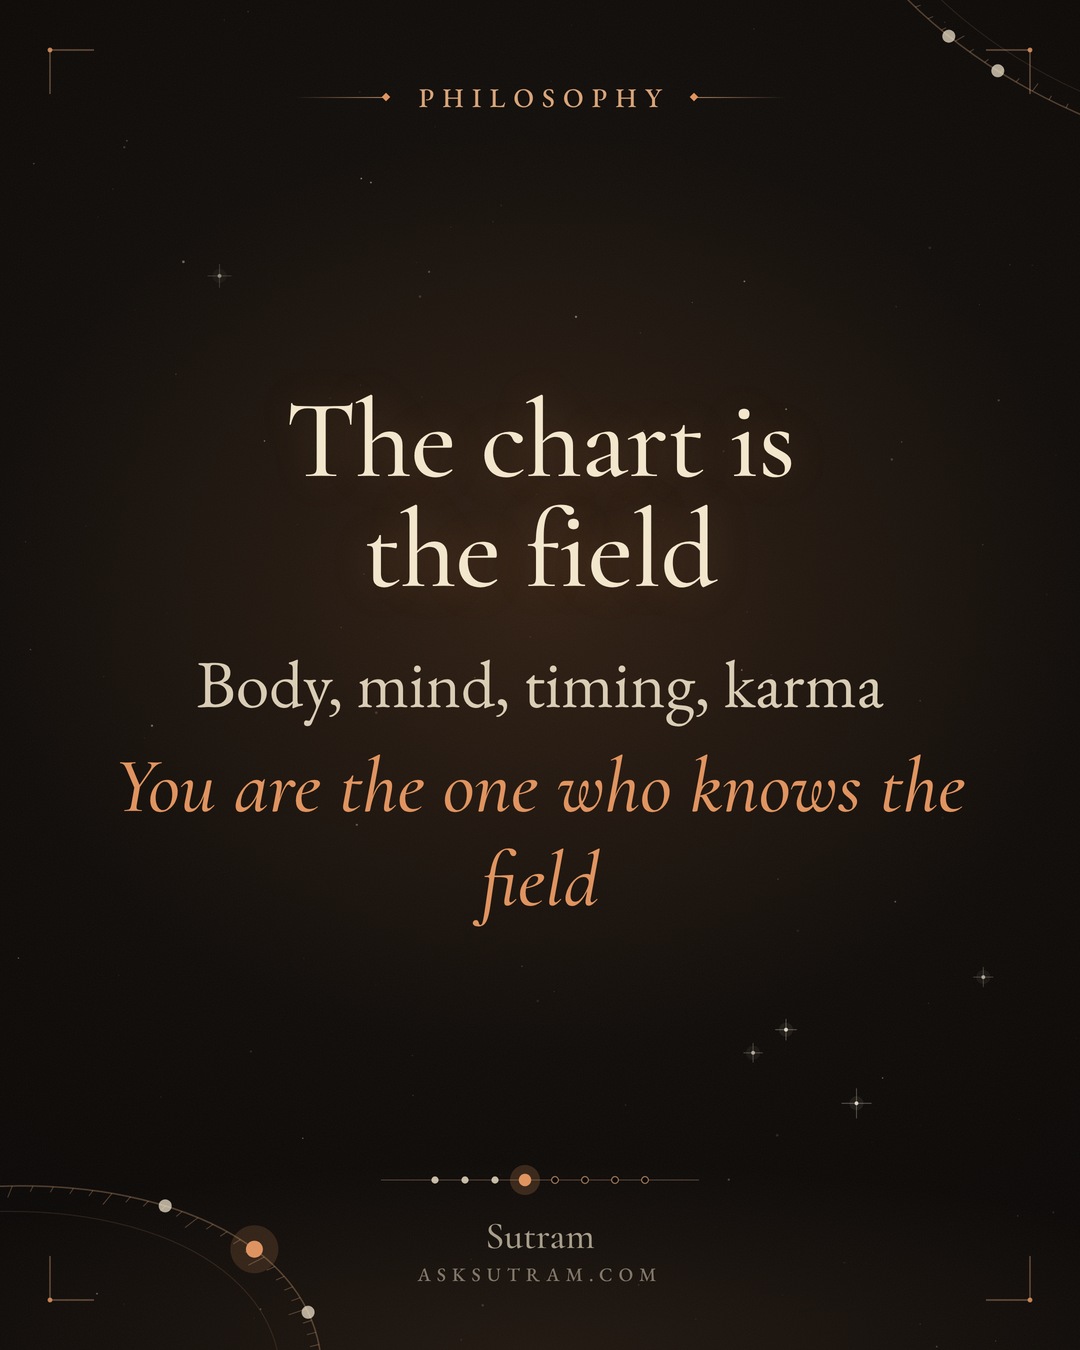 PHILOSOPHY
The chart is
the field
Body, mind, timing, karma
You are the one who knows the
field
Sutram
ASKSUTRAM.COM